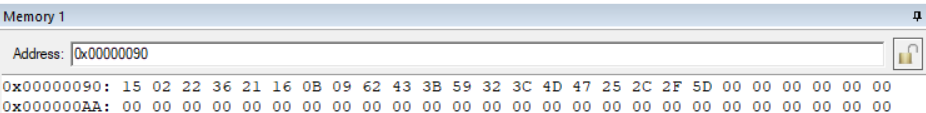 Memory 1
Address: 0x00000090
0x00000090: 15 02 22 36 21 16 0B 09 62 43 3B 59 32 3C 4D 47 25 2C 2F 5D 00 00 00 00 00 00
0x000000AA: 00 00 00 00 00 00 00 00 00 00 00 00 00 00 00 00 00 00 00 00 00 00 00 00 00 00